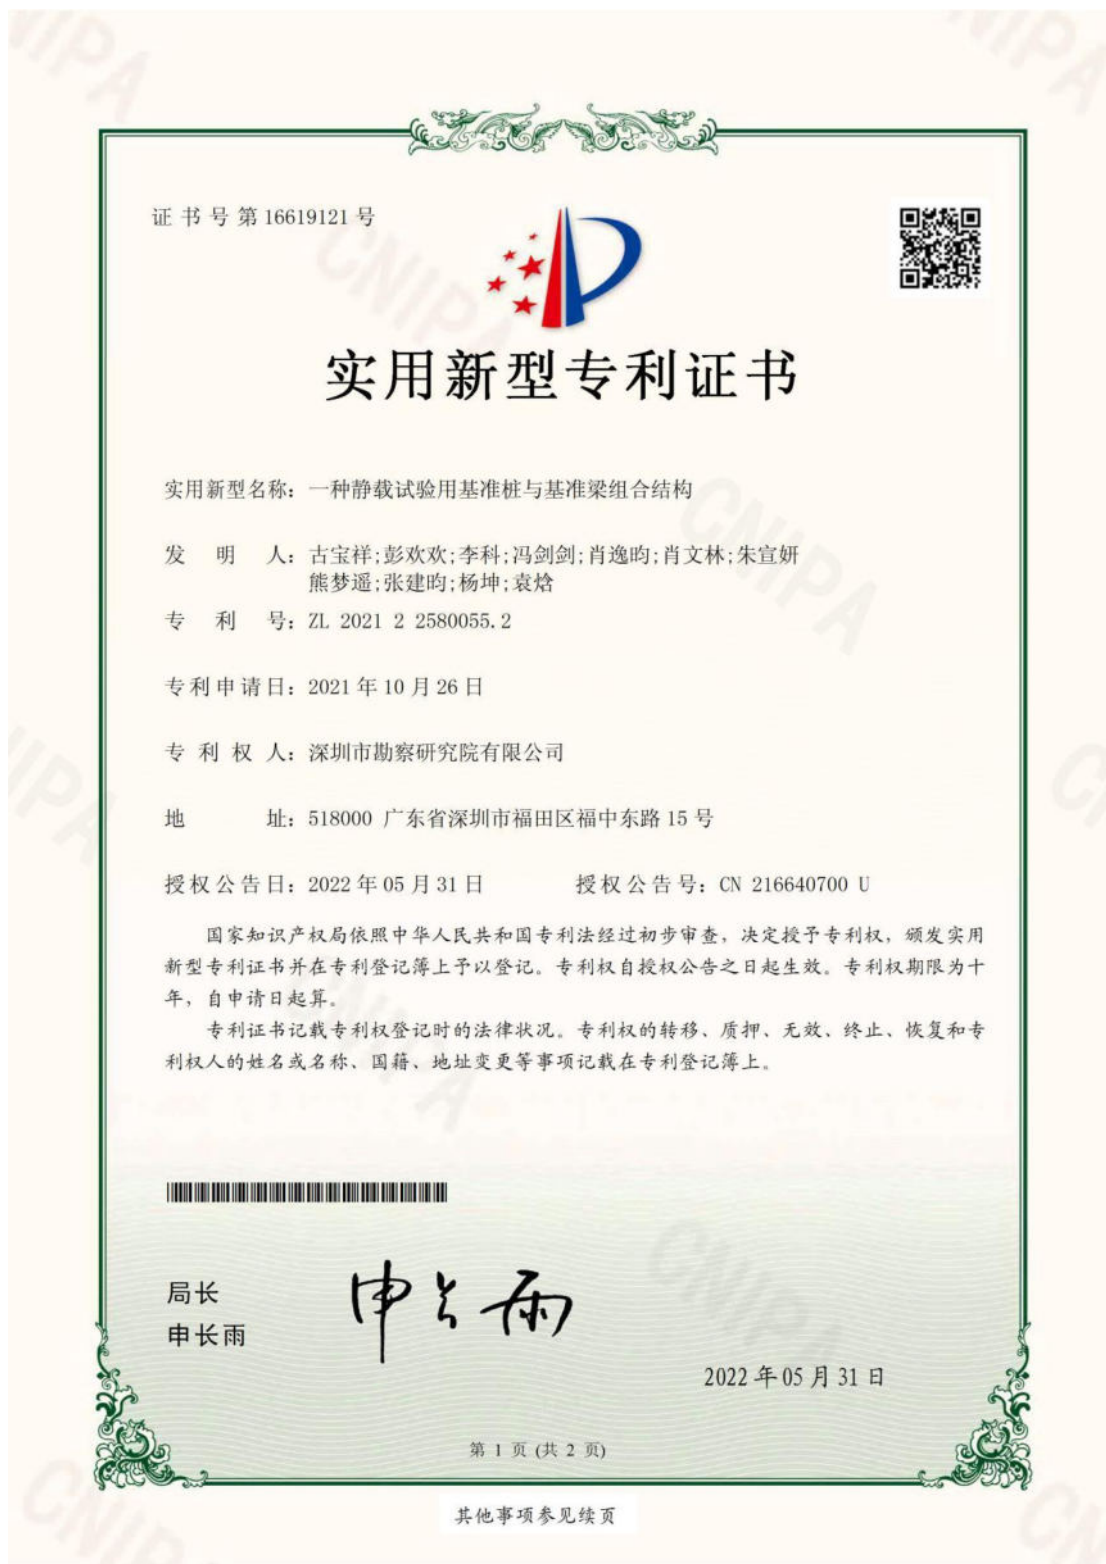 证书号第16619121号
实用新型专利证书
实用新型名称：一种静载试验用基准桩与基准梁组合结构
发明人：古宝祥;彭欢欢;李科;冯剑剑;肖逸昀;肖文林;朱宣妍
熊梦遥;张建昀;杨坤;袁焓
专利号：ZL 2021 2 2580055.2
专利申请日：2021年10月26日
专利权人：深圳市勘察研究院有限公司
地址：518000 广东省深圳市福田区福中东路15号
授权公告日：2022年05月31日 授权公告号：CN 216640700 U
国家知识产权局依照中华人民共和国专利法经过初步审查，决定授予专利权，颁发实用
新型专利证书并在专利登记簿上予以登记。专利权自授权公告之日起生效。专利权期限为十
年，自申请日起算。
专利证书记载专利权登记时的法律状况。专利权的转移、质押、无效、终止、恢复和专
利权人的姓名或名称、国籍、地址变更等事项记载在专利登记簿上。
局长
申长雨
申长雨
2022年05月31日
第 1 页 (共 2 页)
其他事项参见续页
CNIPA